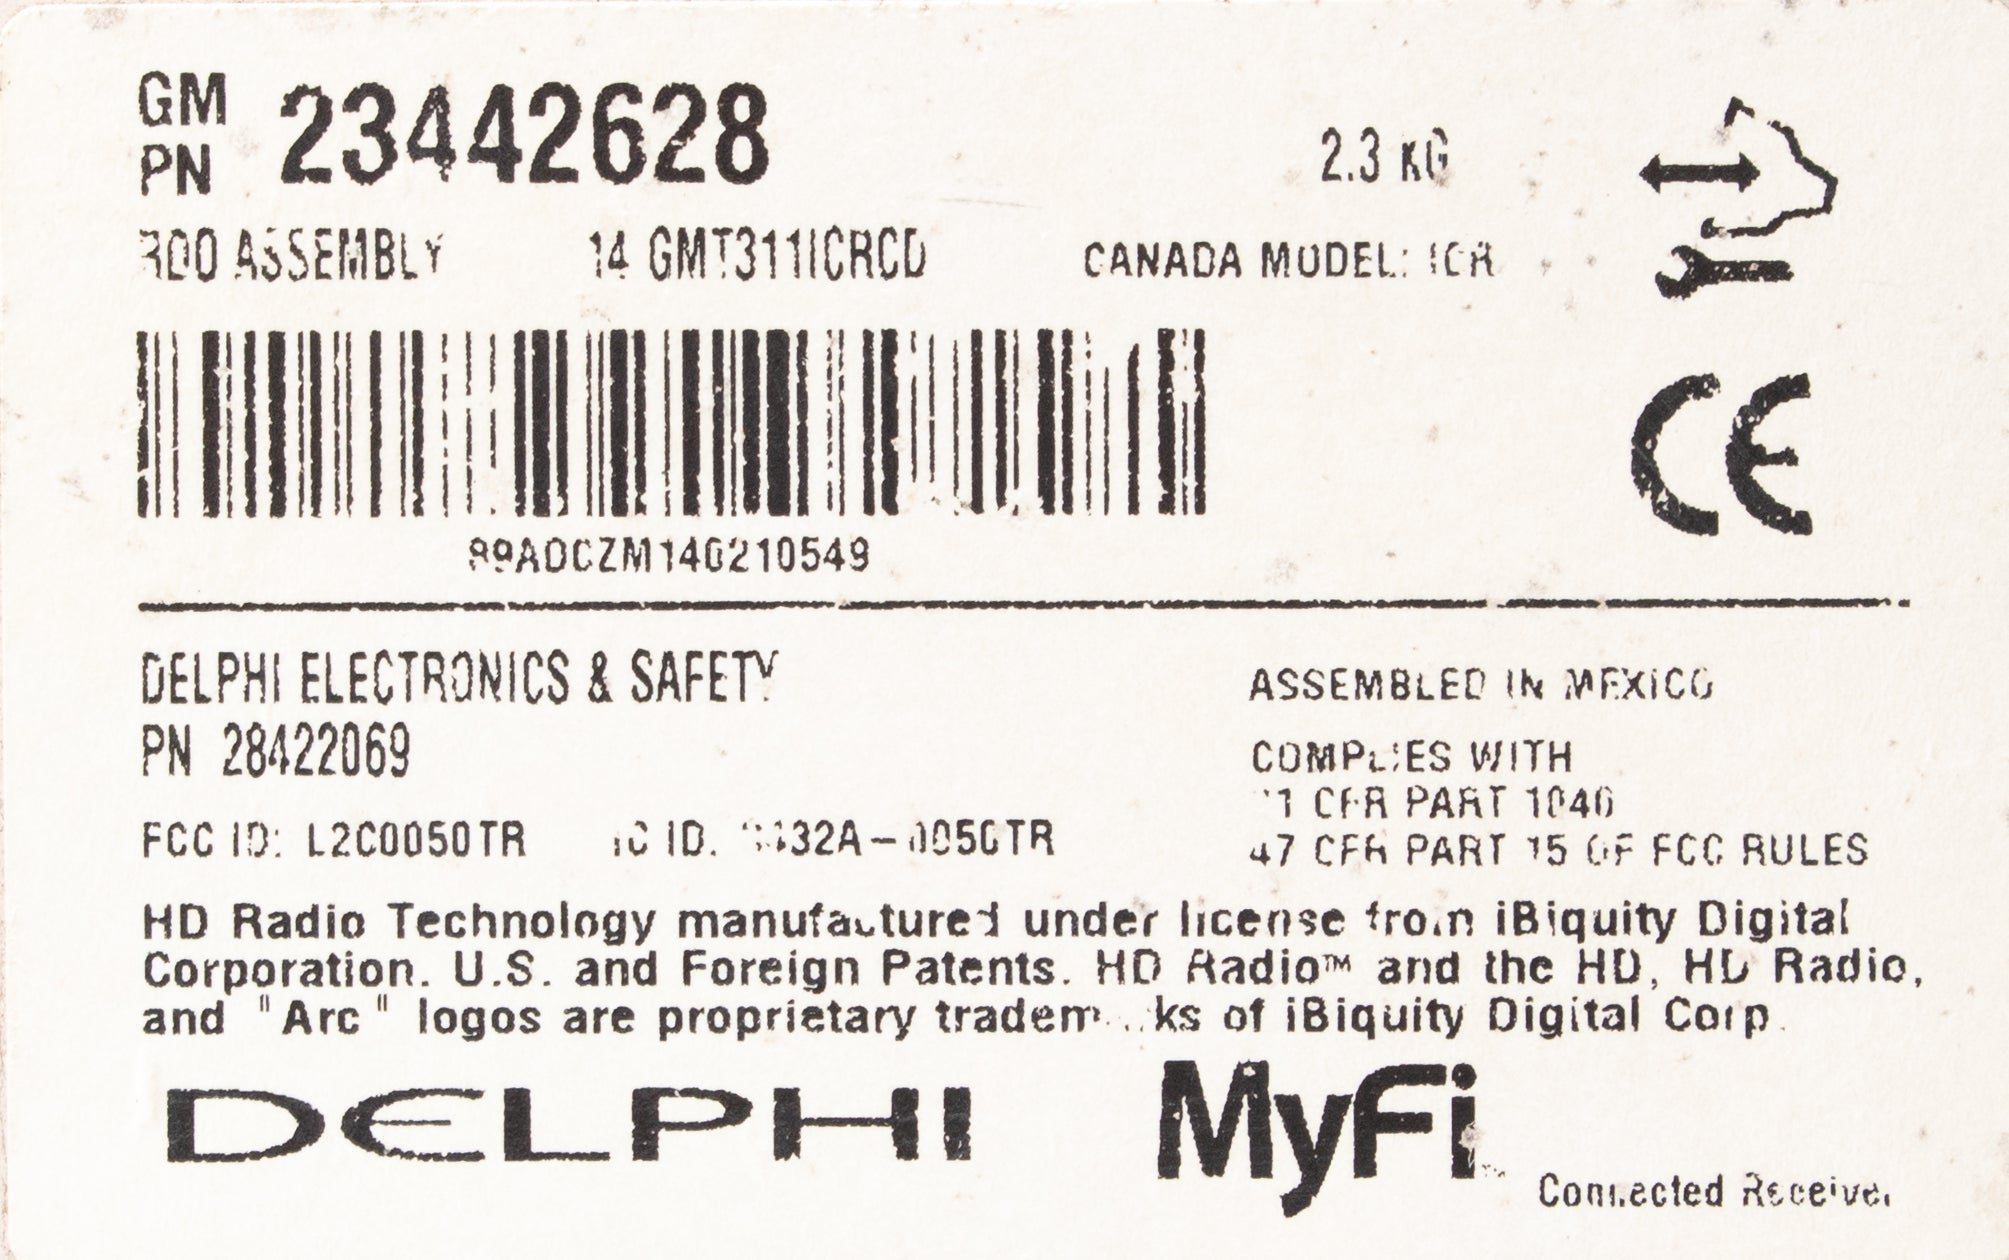 GM
PN 23442628
2.3 KG
RDO ASSEMBLY 14 GMT311ICRCD CANADA MODEL: ICR
DELPHI ELECTRONICS & SAFETY
PN 28422069
ASSEMBLED IN MEXICO
COMPLIES WITH
CFR PART 1040
47 CFR PART 15 OF FCC RULES
FCC ID: L2C0050TR IC ID.
HD Radio Technology manufactured under license from iBiquity Digital
Corporation. U.S. and Foreign Patents. HD Radio™ and the HD, HD Radio,
and "Arc" logos are proprietary trademarks of iBiquity Digital Corp.
DELPHI
MyFi
Connected Receiver
CE